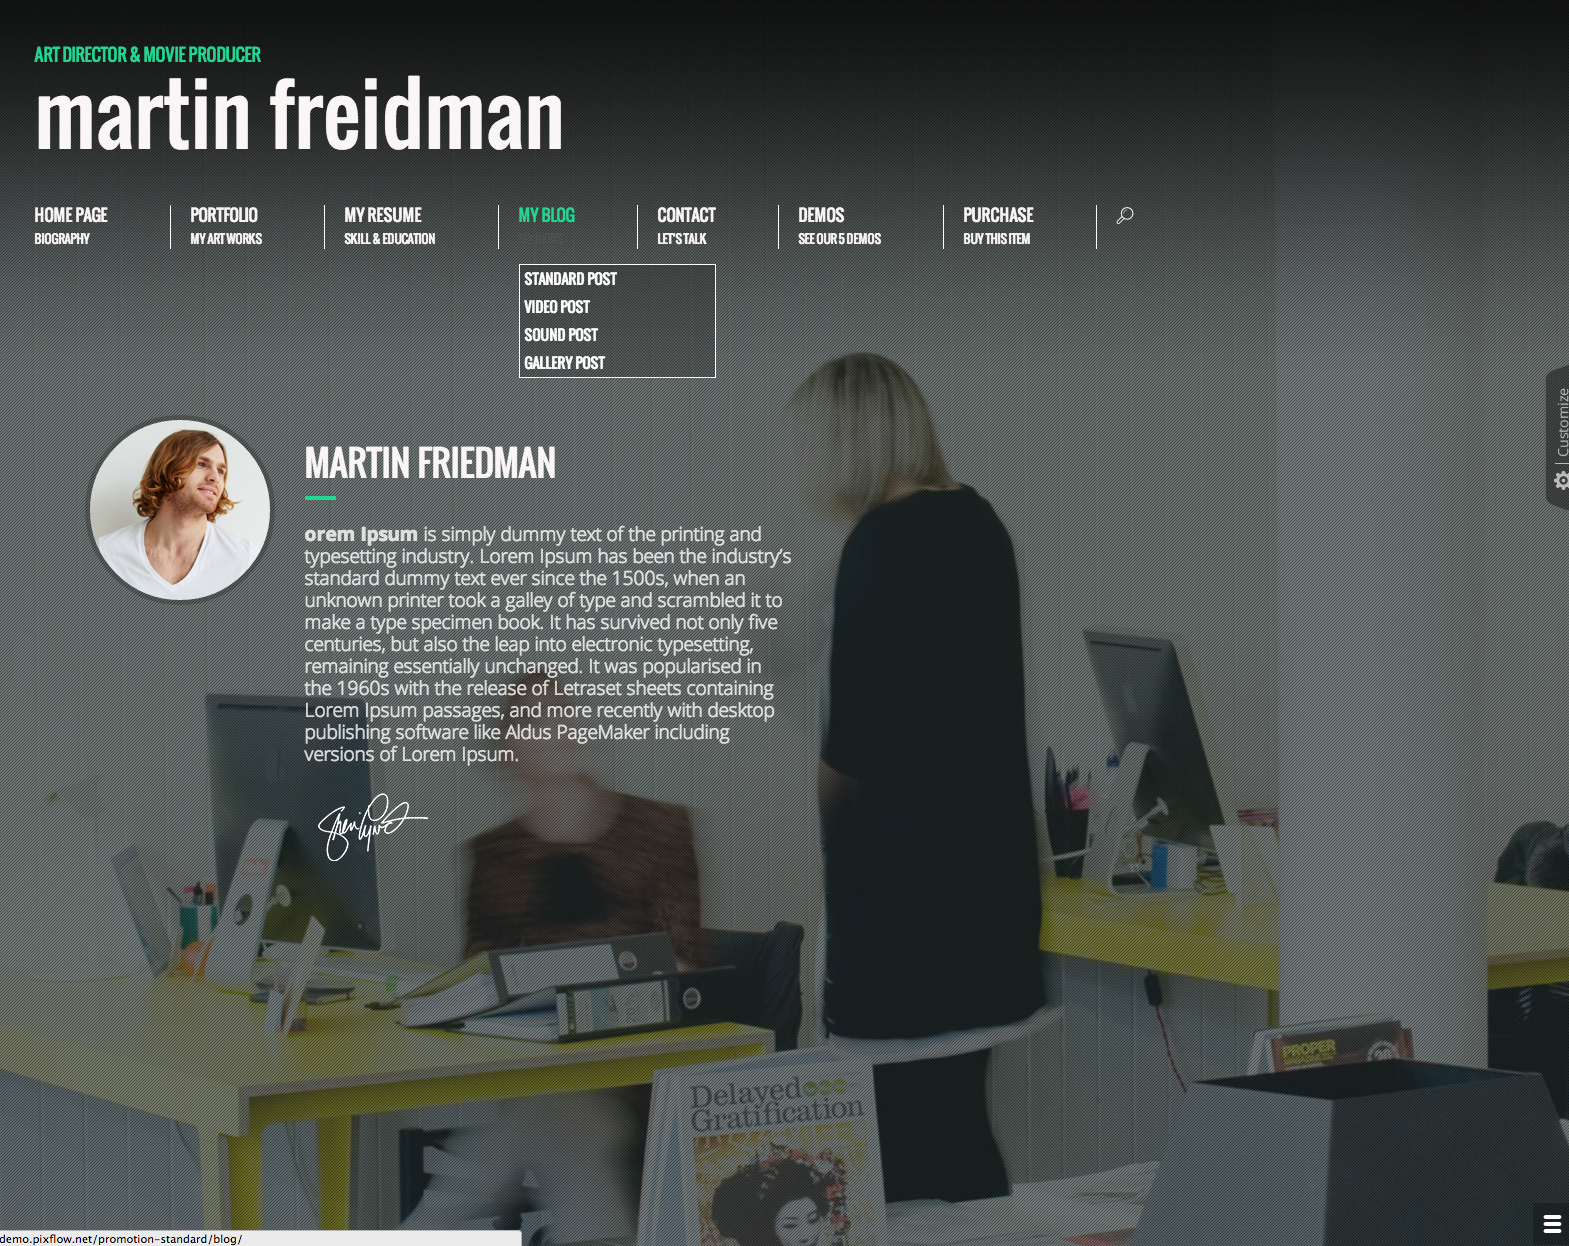 ART DIRECTOR & MOVIE PRODUCER
martin freidman
HOME PAGE
BIOGRAPHY
PORTFOLIO
MY ART WORKS
MY RESUME
SKILL & EDUCATION
MY BLOG
CONTACT
LET'S TALK
DEMOS
SEE OUR 5 DEMOS
PURCHASE
BUY THIS ITEM
STANDARD POST
VIDEO POST
SOUND POST
GALLERY POST
Customize
MARTIN FRIEDMAN
orem Ipsum is simply dummy text of the printing and
typesetting industry. Lorem Ipsum has been the industry’s
standard dummy text ever since the 1500s, when an
unknown printer took a galley of type and scrambled it to
make a type specimen book. It has survived not only five
centuries, but also the leap into electronic typesetting,
remaining essentially unchanged. It was popularised in
the 1960s with the release of Letraset sheets containing
Lorem Ipsum passages, and more recently with desktop
publishing software like Aldus PageMaker including
versions of Lorem Ipsum.
PROPER
20
Delayed
Gratification
demo.pixflow.net/promotion-standard/blog/